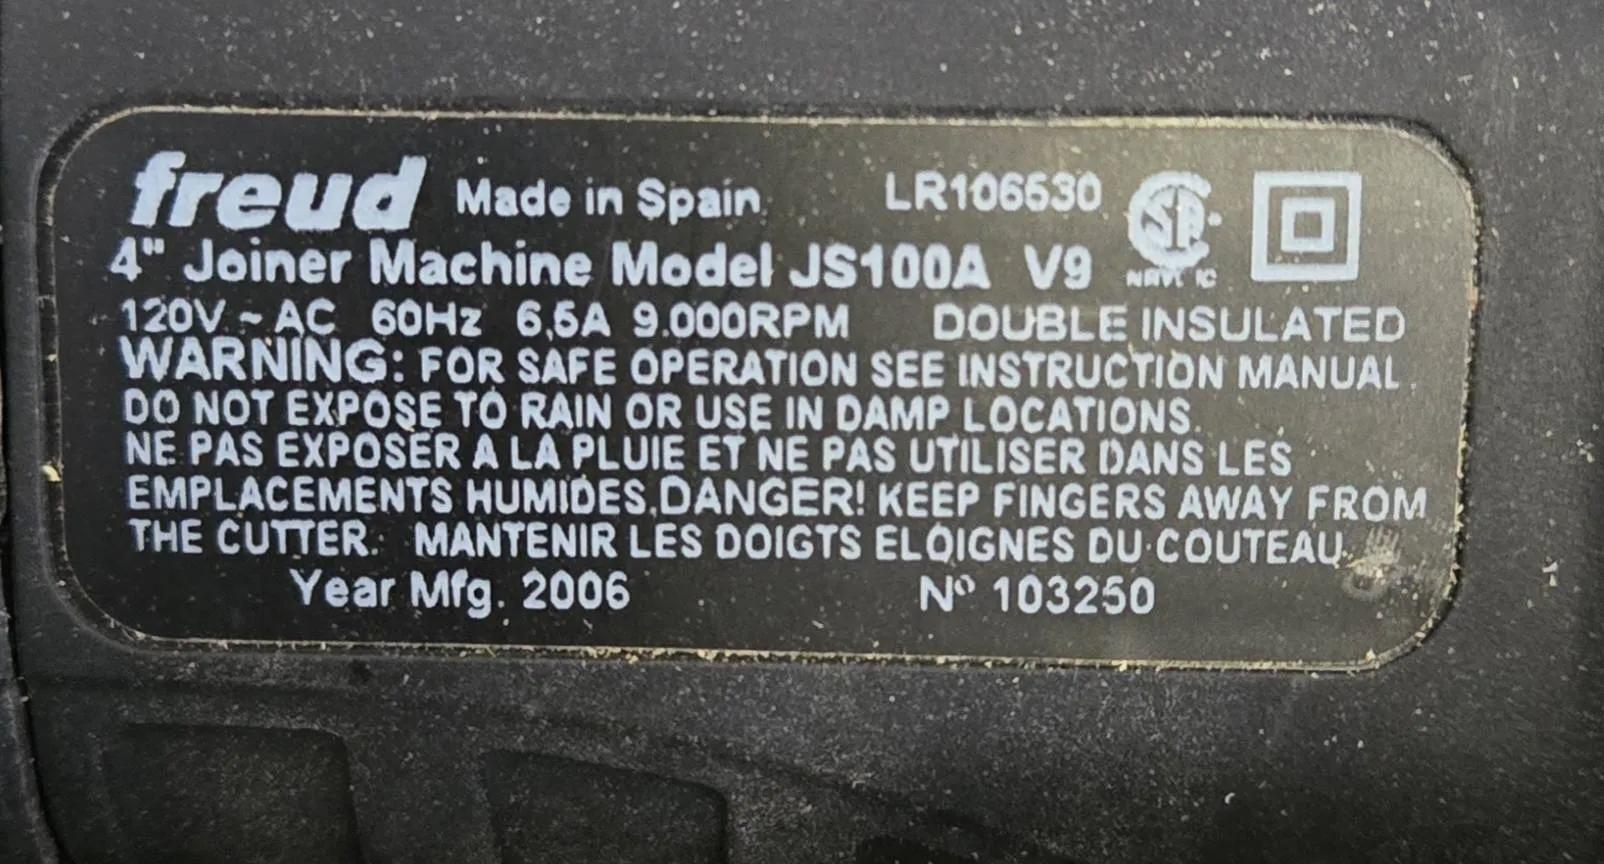 freud Made in Spain LR106530
4" Joiner Machine Model JS100A V9
120V ~ AC 60Hz 6,5A 9.000RPM DOUBLE INSULATED
WARNING: FOR SAFE OPERATION SEE INSTRUCTION MANUAL.
DO NOT EXPOSE TO RAIN OR USE IN DAMP LOCATIONS.
NE PAS EXPOSER A LA PLUIE ET NE PAS UTILISER DANS LES
EMPLACEMENTS HUMIDES.DANGER! KEEP FINGERS AWAY FROM
THE CUTTER. MANTENIR LES DOIGTS ELOIGNES DU COUTEAU.
Year Mfg. 2006 Nº 103250